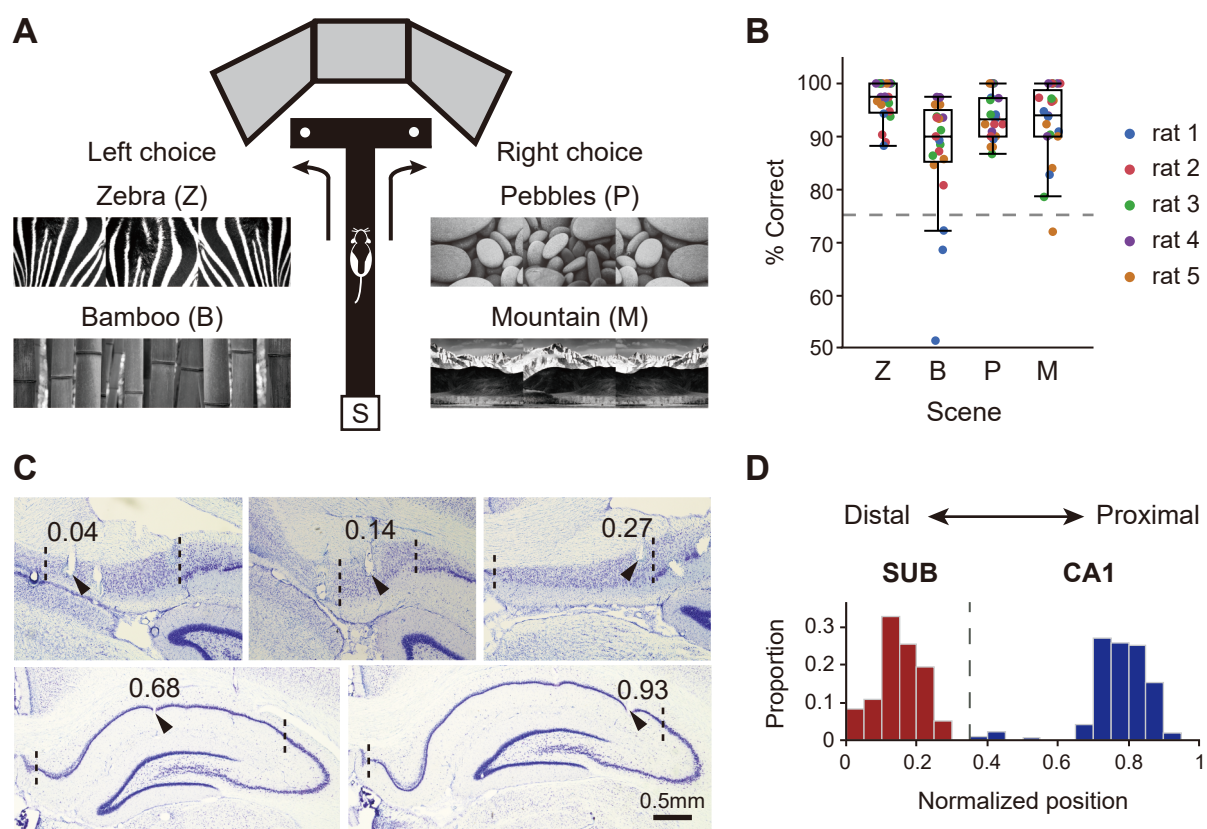 A
Left choice
Right choice
Zebra (Z)
Pebbles (P)
Bamboo (B)
Mountain (M)
S
B
% Correct
100
90
80
70
60
50
Z B P M
Scene
rat 1
rat 2
rat 3
rat 4
rat 5
C
0.04
0.14
0.27
0.68
0.93
0.5mm
D
Distal
Proximal
SUB
CA1
Proportion
0.3
0.2
0.1
0
0 0.2 0.4 0.6 0.8 1
Normalized position